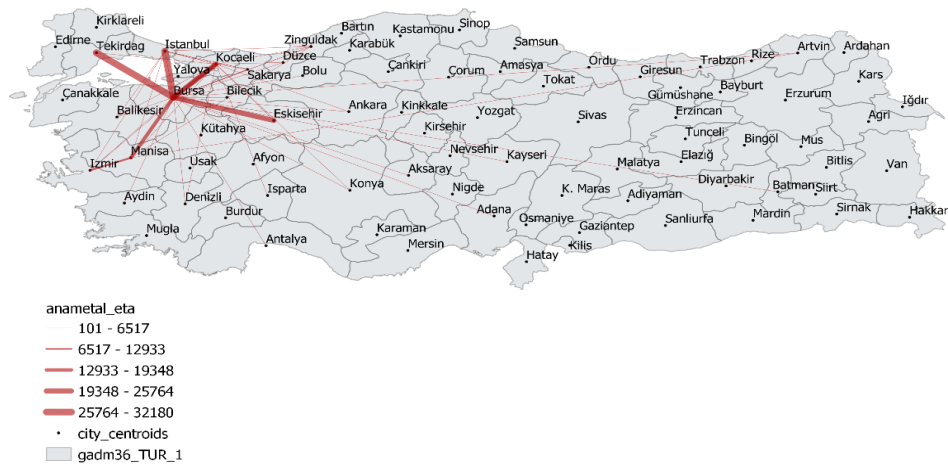 Kirklareli
Edirne
Tekirdag
Istanbul
Kocaeli
Zinguldak
Bartın
Kastamonu
Sinop
Karabük
Samsun
Düzce
Yalova
Sakarya
Bolu
Çankiri
Çorum
Amasya
Tokat
Ordu
Giresun
Trabzon
Rize
Artvin
Ardahan
Kars
Gümüshane
Bayburt
Erzurum
Iğdır
Agri
Çanakkale
Balikesir
Bursa
Bilecik
Eskisehir
Ankara
Kinkkale
Yozgat
Sivas
Erzincan
Kütahya
Kirsehir
Tunceli
Bingöl
Mus
Bitlis
Van
Izmir
Manisa
Usak
Afyon
Nevsehir
Kayseri
Malatya
Elazığ
Diyarbakir
Batman
Siirt
Aydin
Denizli
Isparta
Konya
Aksaray
Nigde
K. Maras
Adiyaman
Sanliurfa
Mardin
Sirnak
Hakkar
Mugla
Burdur
Antalya
Karaman
Mersin
Adana
Osmaniye
Gaziantep
Kilis
Hatay
anametal_eta
101 - 6517
6517 - 12933
12933 - 19348
19348 - 25764
25764 - 32180
city_centroids
gadm36_TUR_1